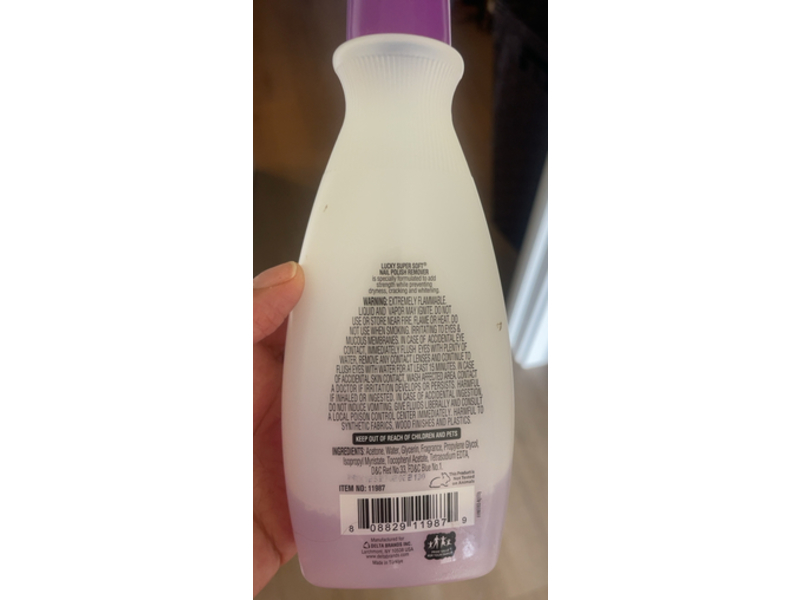 LUCKY SUPER SOFT®
NAIL POLISH REMOVER
is specially formulated to add
strength while preventing
dryness, cracking and whitening.
WARNING: EXTREMELY FLAMMABLE
LIQUID AND VAPOR MAY IGNITE. DO NOT
USE OR STORE NEAR FIRE, FLAME OR HEAT. DO
NOT USE WHEN SMOKING. IRRITATING TO EYES &
MUCOUS MEMBRANES. IN CASE OF ACCIDENTAL EYE
CONTACT, IMMEDIATELY FLUSH EYES WITH PLENTY OF
WATER, REMOVE ANY CONTACT LENSES AND CONTINUE TO
FLUSH EYES WITH WATER FOR AT LEAST 15 MINUTES. IN CASE
OF ACCIDENTAL SKIN CONTACT, WASH AFFECTED AREA. CONTACT
A DOCTOR IF IRRITATION DEVELOPS OR PERSISTS. HARMFUL
IF INHALED OR INGESTED. IN CASE OF ACCIDENTAL INGESTION,
DO NOT INDUCE VOMITING. GIVE FLUIDS LIBERALLY AND CONSULT
A LOCAL POISON CONTROL CENTER IMMEDIATELY. HARMFUL TO
SYNTHETIC FABRICS, WOOD FINISHES AND PLASTICS.
KEEP OUT OF REACH OF CHILDREN AND PETS
INGREDIENTS: Acetone, Water, Glycerin, Fragrance, Propylene Glycol,
Isopropyl Myristate, Tocopheryl Acetate, Tetrasodium EDTA,
D&C Red No.33, FD&C Blue No.1
ITEM NO: 11987
8 08829 11987 9
Manufactured for:
DELTA BRANDS INC.
Larchmont, NY 10538 USA
Made in Türkiye